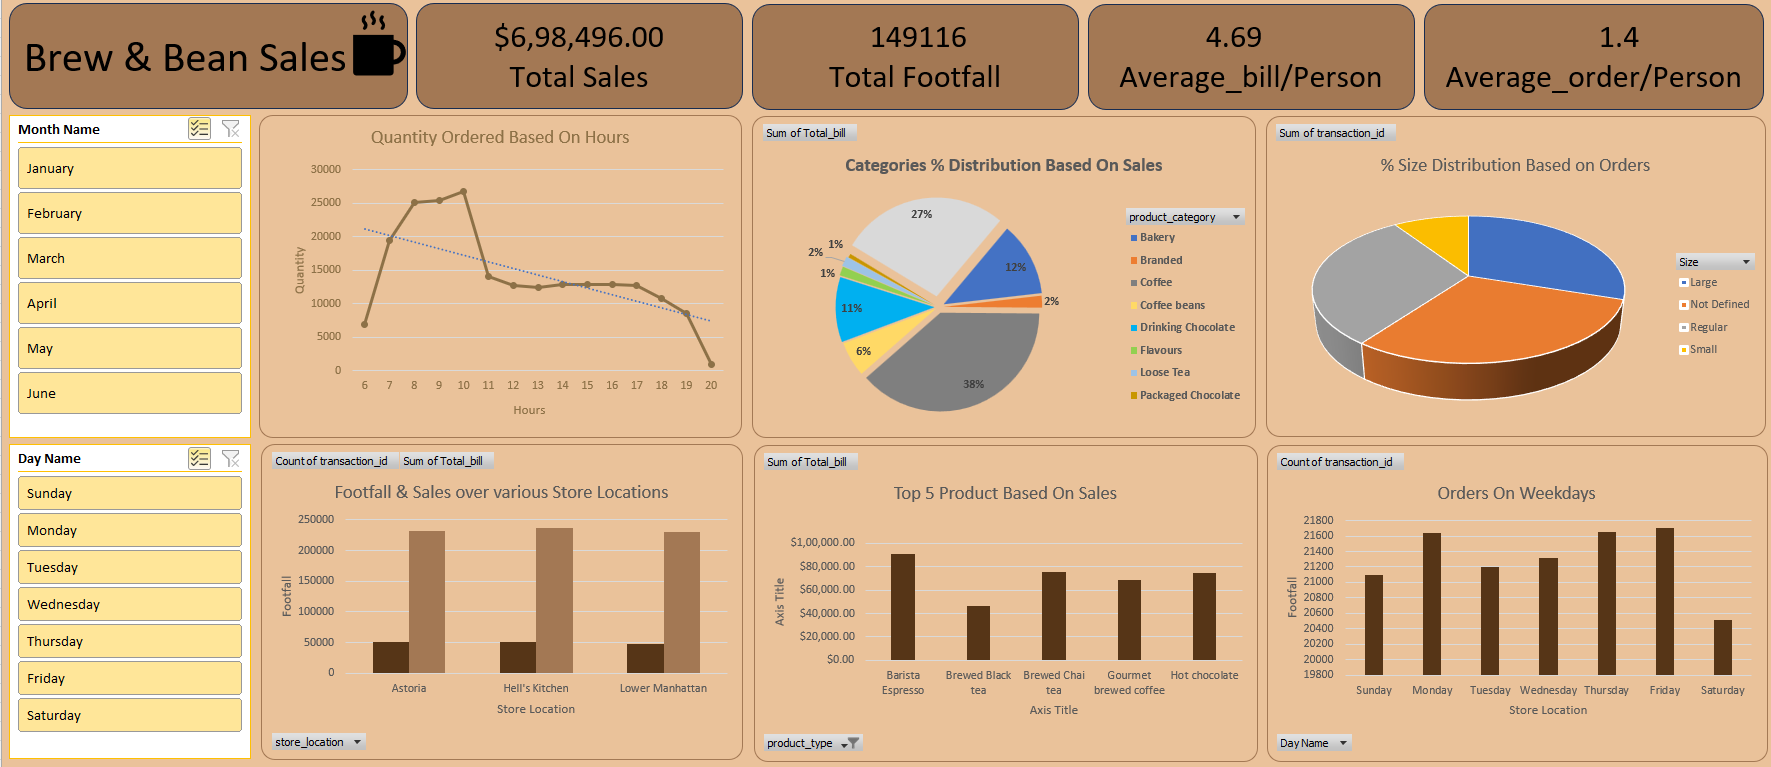 Brew & Bean Sales
$6,98,496.00
Total Sales
149116
Total Footfall
4.69
Average_bill/Person
1.4
Average_order/Person
Month Name
January
February
March
April
May
June
Day Name
Sunday
Monday
Tuesday
Wednesday
Thursday
Friday
Saturday
Quantity Ordered Based On Hours
30000
25000
20000
15000
10000
5000
0
Quantity
6 7 8 9 10 11 12 13 14 15 16 17 18 19 20
Hours
Sum of Total_bill
Categories % Distribution Based On Sales
27%
12%
2%
38%
6%
11%
1%
2%
1%
product_category
Bakery
Branded
Coffee
Coffee beans
Drinking Chocolate
Flavours
Loose Tea
Packaged Chocolate
Sum of transaction_id
% Size Distribution Based on Orders
Size
Large
Not Defined
Regular
Small
Count of transaction_id Sum of Total_bill
Footfall & Sales over various Store Locations
250000
200000
150000
100000
50000
0
Footfall
Astoria Hell's Kitchen Lower Manhattan
Store Location
store_location
Sum of Total_bill
Top 5 Product Based On Sales
$1,00,000.00
$80,000.00
$60,000.00
$40,000.00
$20,000.00
$0.00
Axis Title
Barista Brewed Black Brewed Chai Gourmet Hot chocolate
Espresso tea tea brewed coffee
Axis Title
product_type
Count of transaction_id
Orders On Weekdays
21800
21600
21400
21200
21000
20800
20600
20400
20200
20000
19800
Footfall
Sunday Monday Tuesday Wednesday Thursday Friday Saturday
Store Location
Day Name